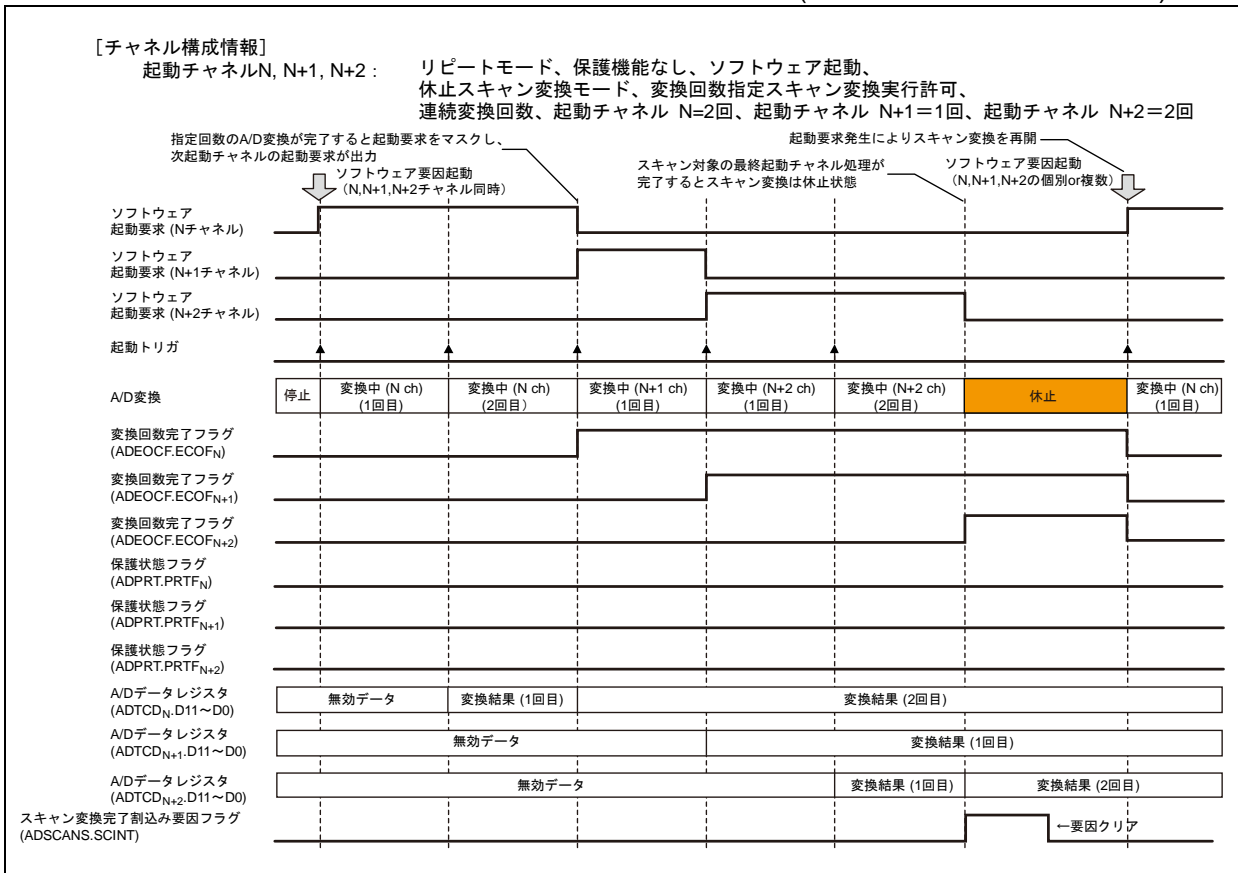 [チャネル構成情報]
起動チャネルN, N+1, N+2 : リピートモード、保護機能なし、ソフトウェア起動、
休止スキャン変換モード、変換回数指定スキャン変換実行許可、
連続変換回数、起動チャネル N=2回、起動チャネル N+1=1回、起動チャネル N+2=2回
指定回数のA/D変換が完了すると起動要求をマスクし、
次起動チャネルの起動要求が出力
ソフトウェア要因起動
(N,N+1,N+2チャネル同時)
スキャン対象の最終起動チャネル処理が
完了するとスキャン変換は休止状態
起動要求発生によりスキャン変換を再開
ソフトウェア要因起動
(N,N+1,N+2の個別or複数)
ソフトウェア
起動要求 (Nチャネル)
ソフトウェア
起動要求 (N+1チャネル)
ソフトウェア
起動要求 (N+2チャネル)
起動トリガ
A/D変換 停止 変換中 (N ch) 変換中 (N ch) 変換中 (N+1 ch) 変換中 (N+2 ch) 変換中 (N+2 ch) 休止 変換中 (N ch)
(1回目) (2回目) (1回目) (1回目) (2回目) (1回目)
変換回数完了フラグ
(ADEOCF.ECOFN)
変換回数完了フラグ
(ADEOCF.ECOFN+1)
変換回数完了フラグ
(ADEOCF.ECOFN+2)
保護状態フラグ
(ADPRT.PRTFN)
保護状態フラグ
(ADPRT.PRTFN+1)
保護状態フラグ
(ADPRT.PRTFN+2)
A/Dデータレジスタ
(ADTCDN.D11～D0) 無効データ 変換結果 (1回目) 変換結果 (2回目)
A/Dデータレジスタ
(ADTCDN+1.D11～D0) 無効データ 変換結果 (1回目)
A/Dデータレジスタ
(ADTCDN+2.D11～D0) 無効データ 変換結果 (1回目) 変換結果 (2回目)
スキャン変換完了割込み要因フラグ
(ADSCANS.SCINT) ←要因クリア